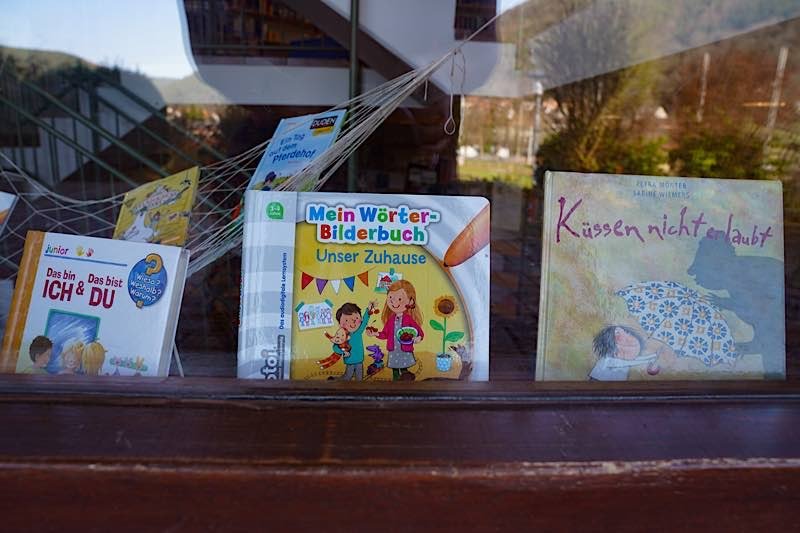 junior
Das bin
ICH &
Das bist
DU
Wieso?
Weshalb?
Warum?
DUDEN
Ein Tag
auf dem
Pferdehof
3-4
Jahre
Das audiodigitale Lernsystem
Mein Wörter-
Bilderbuch
Unser Zuhause
PETRA MÖNTER
SABINE WIEMERS
Küssen nicht erlaubt